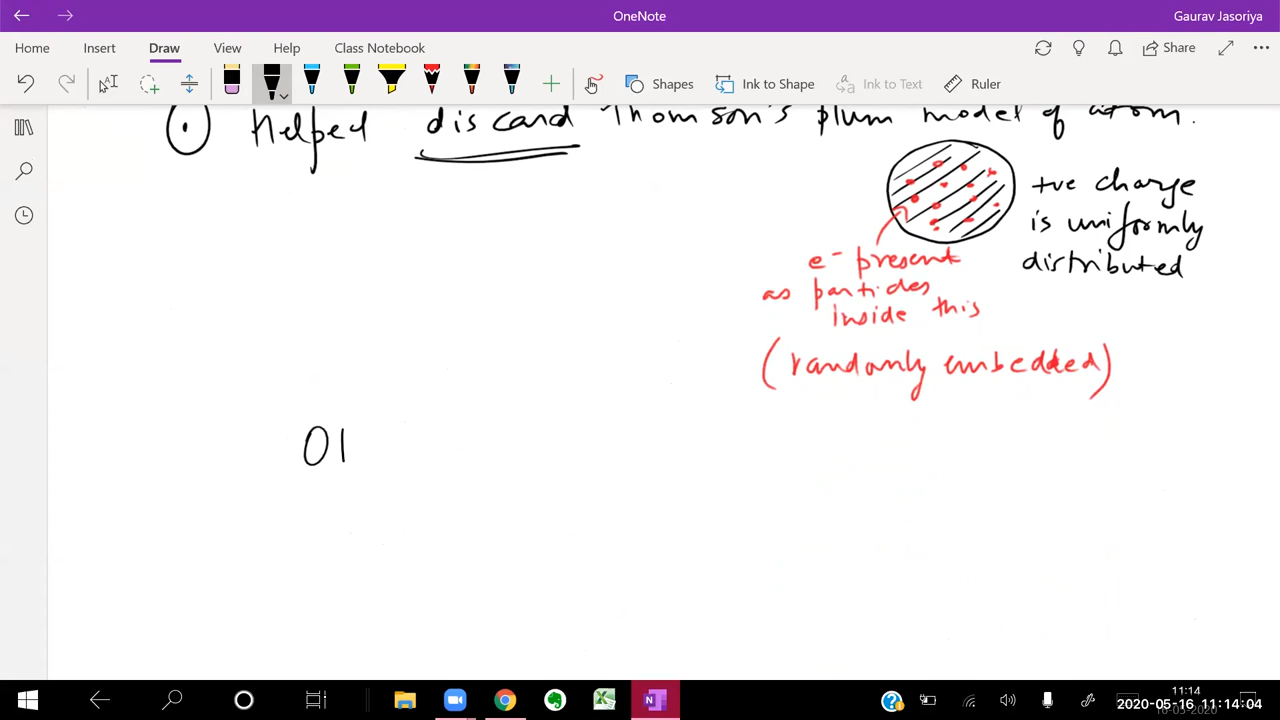 OneNote
Gaurav Jasoriya
Home Insert Draw View Help Class Notebook Share
Shapes Ink to Shape Ink to Text Ruler
Helped discard Thomson's plum model of atom.
+ve charge
is uniformly
distributed
e- present
as particles
inside this
(randomly embedded)
01
11:14
2020-05-16 11:14:04